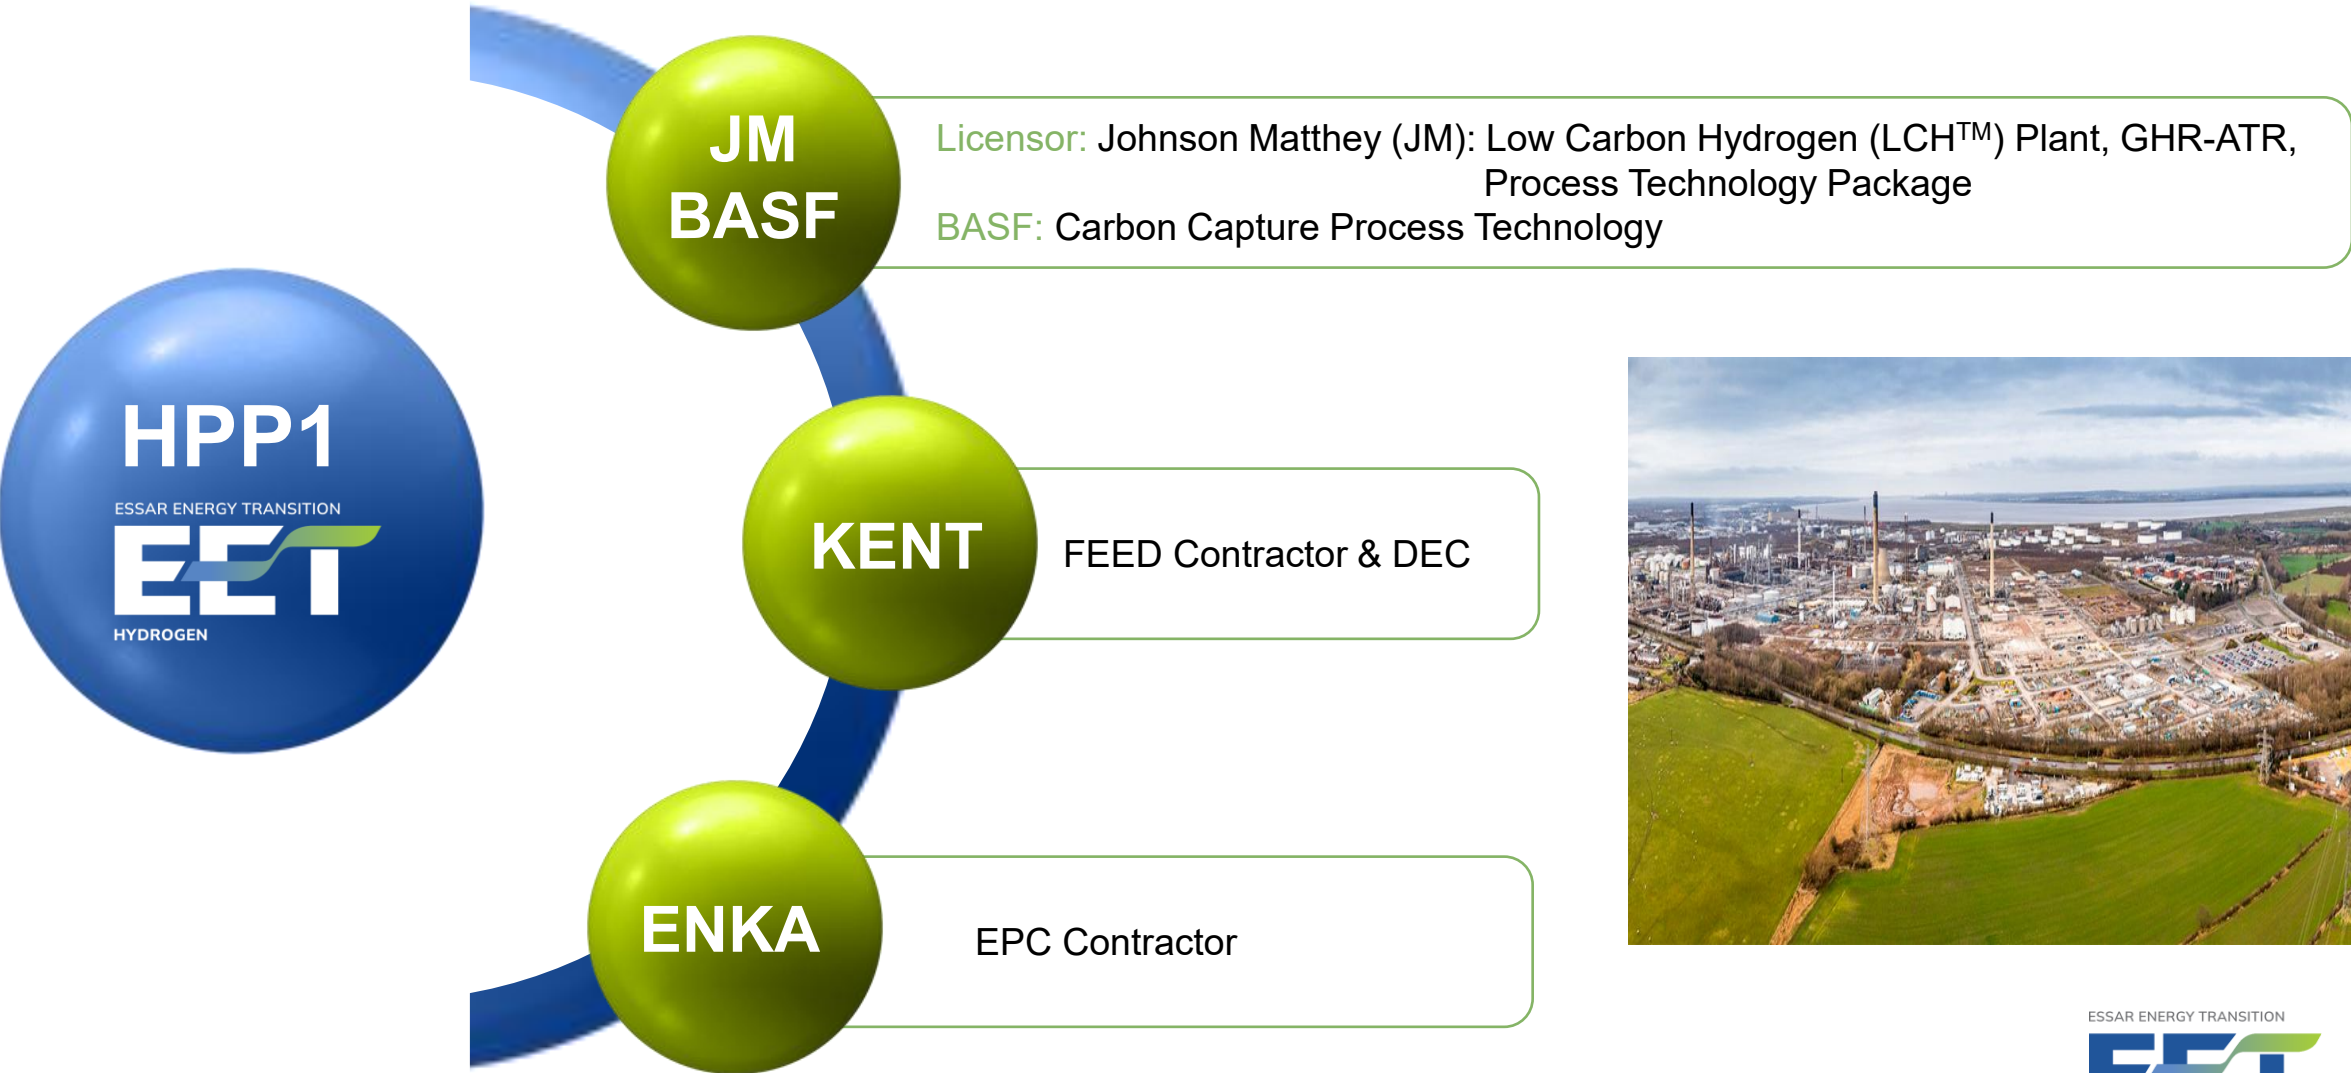 HPP1
ESSAR ENERGY TRANSITION
EET
HYDROGEN
JM
BASF
Licensor: Johnson Matthey (JM): Low Carbon Hydrogen (LCH™) Plant, GHR-ATR,
Process Technology Package
BASF: Carbon Capture Process Technology
KENT
FEED Contractor & DEC
ENKA
EPC Contractor
ESSAR ENERGY TRANSITION
EET